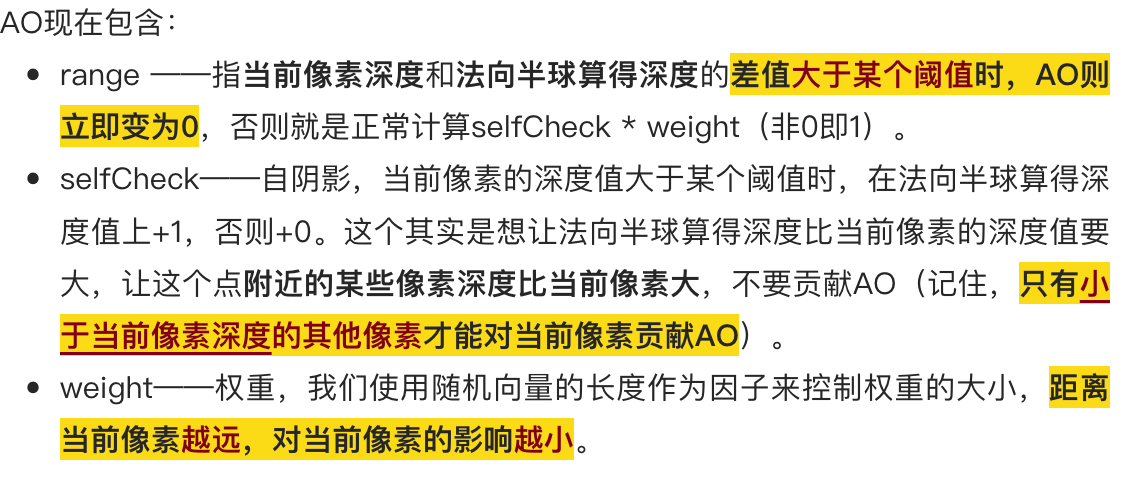 AO现在包含：
• range ——指当前像素深度和法向半球算得深度的差值大于某个阈值时，AO则
立即变为0，否则就是正常计算selfCheck * weight（非0即1）。
• selfCheck——自阴影，当前像素的深度值大于某个阈值时，在法向半球算得深
度值上+1，否则+0。这个其实是想让法向半球算得深度比当前像素的深度值要
大，让这个点附近的某些像素深度比当前像素大，不要贡献AO（记住，只有小
于当前像素深度的其他像素才能对当前像素贡献AO）。
• weight——权重，我们使用随机向量的长度作为因子来控制权重的大小，距离
当前像素越远，对当前像素的影响越小。